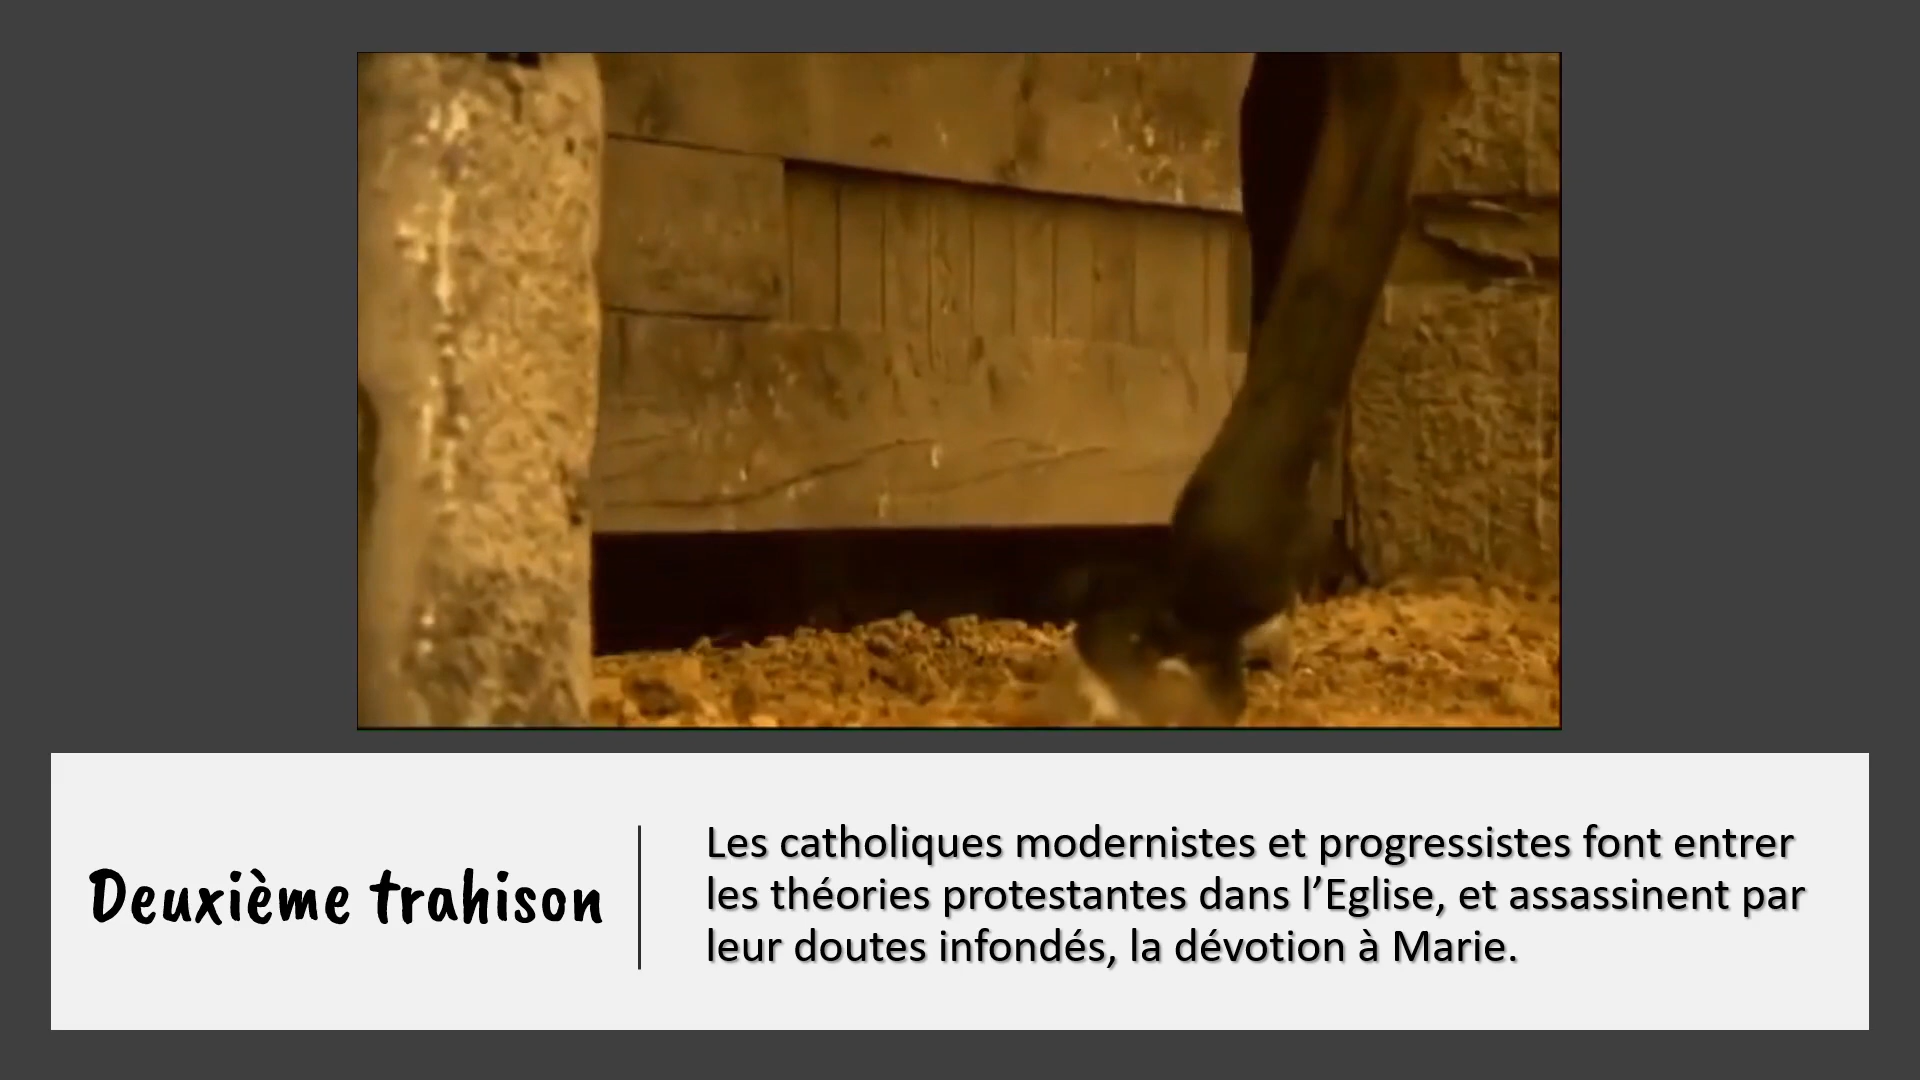 Deuxième trahison
Les catholiques modernistes et progressistes font entrer
les théories protestantes dans l’Eglise, et assassinent par
leur doutes infondés, la dévotion à Marie.